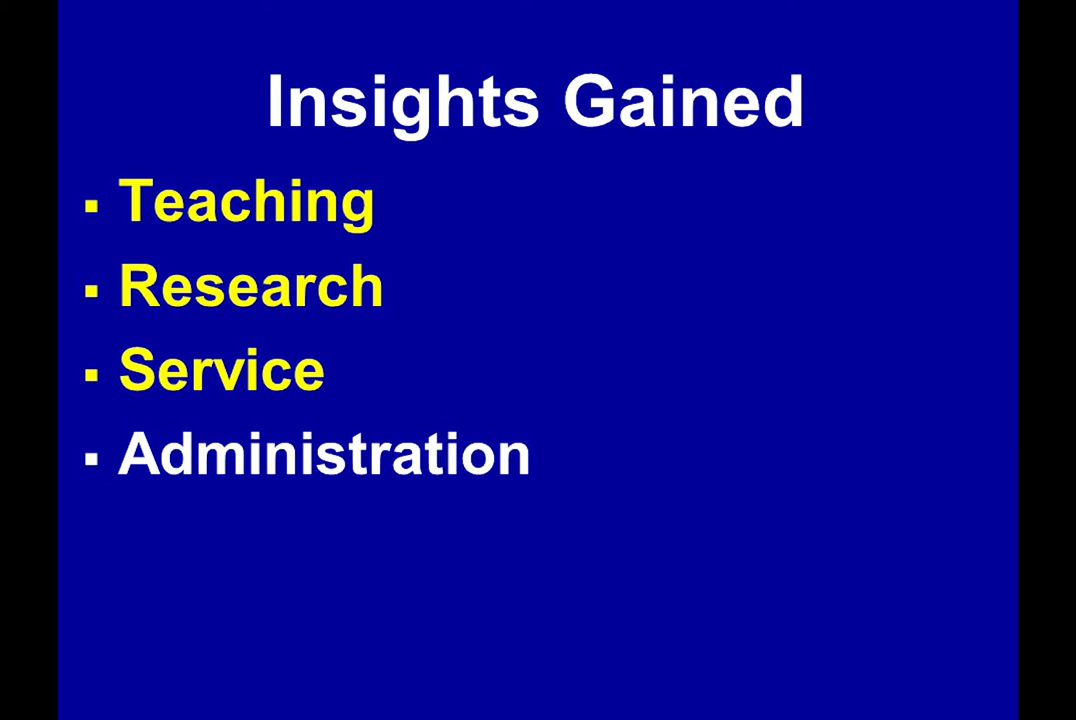 Insights Gained
▪ Teaching
▪ Research
▪ Service
▪ Administration